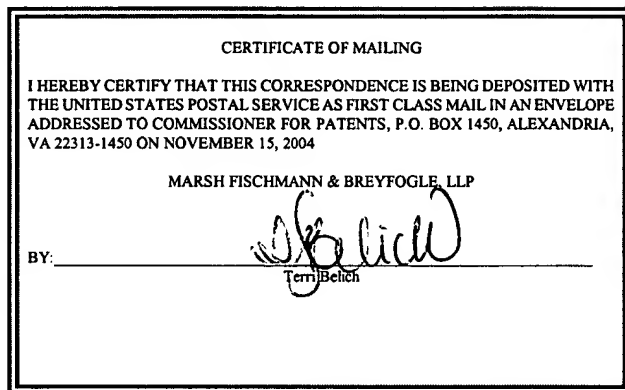 CERTIFICATE OF MAILING
I HEREBY CERTIFY THAT THIS CORRESPONDENCE IS BEING DEPOSITED WITH
THE UNITED STATES POSTAL SERVICE AS FIRST CLASS MAIL IN AN ENVELOPE
ADDRESSED TO COMMISSIONER FOR PATENTS, P.O. BOX 1450, ALEXANDRIA,
VA 22313-1450 ON NOVEMBER 15, 2004
MARSH FISCHMANN & BREYFOGLE, LLP
BY:
Terri Belich